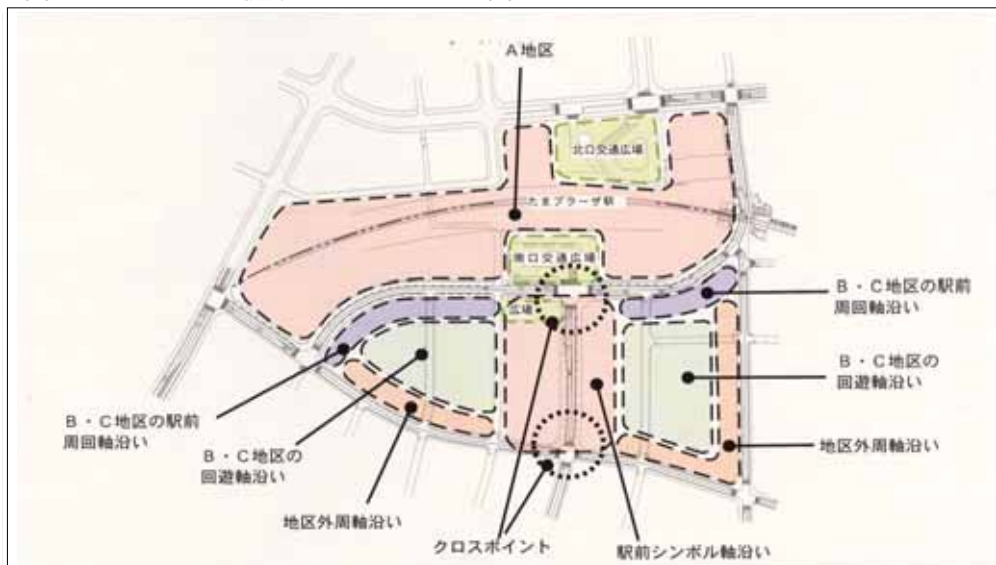 A地区
北口交通広場
たまプラーザ駅
南口交通広場
広場
B・C地区の駅前
周回軸沿い
B・C地区の
回遊軸沿い
地区外周軸沿い
B・C地区の駅前
周回軸沿い
B・C地区の
回遊軸沿い
地区外周軸沿い
クロスポイント
駅前シンボル軸沿い